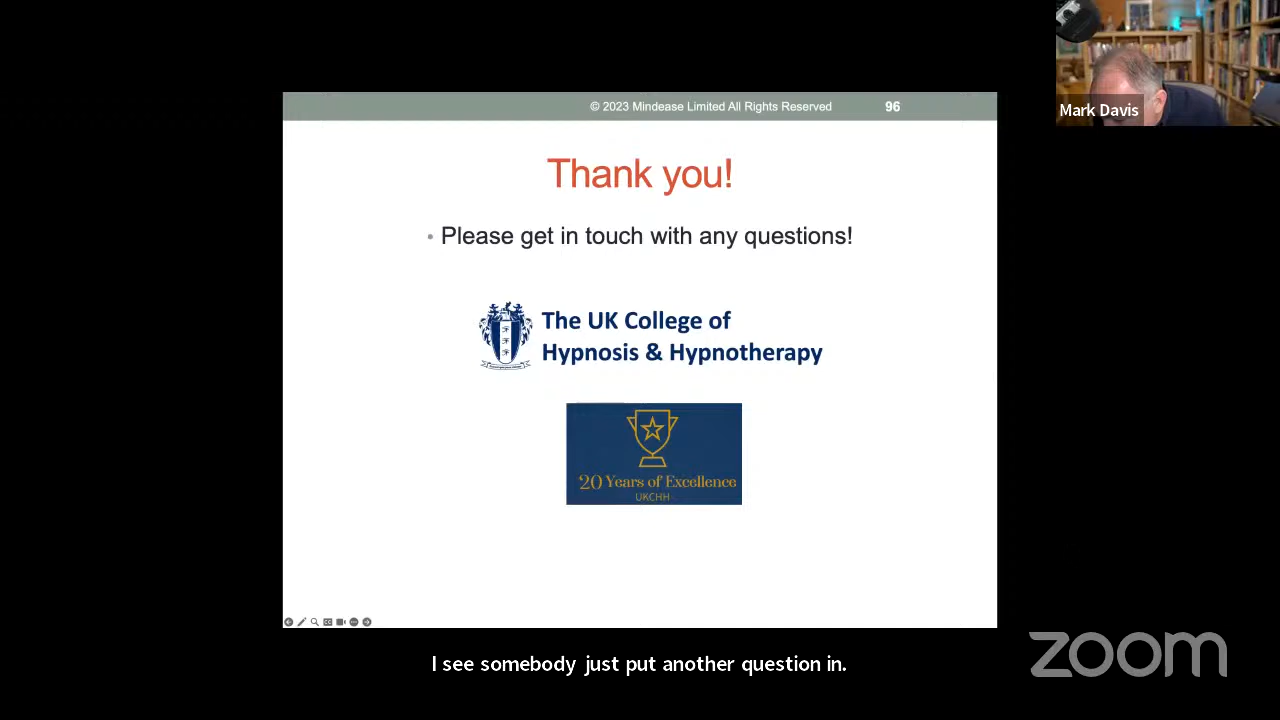 © 2023 Mindease Limited All Rights Reserved 96
Mark Davis
Thank you!
• Please get in touch with any questions!
The UK College of
Hypnosis & Hypnotherapy
20 Years of Excellence
UKCHH
I see somebody just put another question in.
zoom